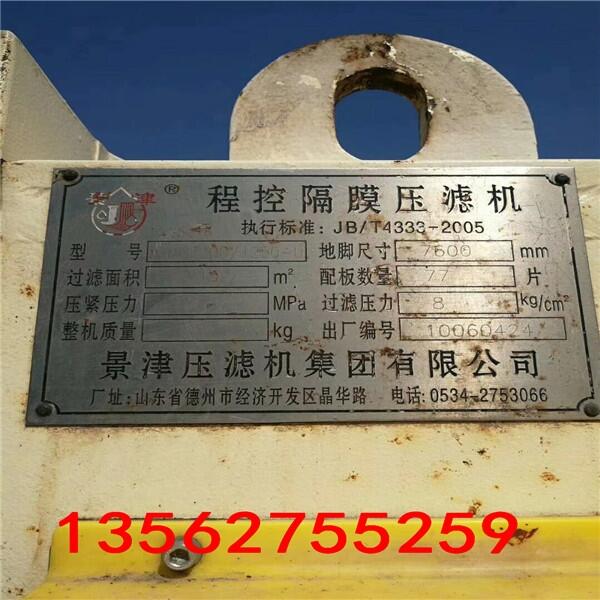 景津®
程控隔膜压滤机
执行标准: JB/T4333-2005
型 号 地脚尺寸 7600 mm
过滤面积 m² 配板数量 77 片
压紧压力 MPa 过滤压力 8 kg/cm²
整机质量 kg 出厂编号 10060424
景津压滤机集团有限公司
厂址:山东省德州市经济开发区晶华路 电话:0534-2753066
13562755259